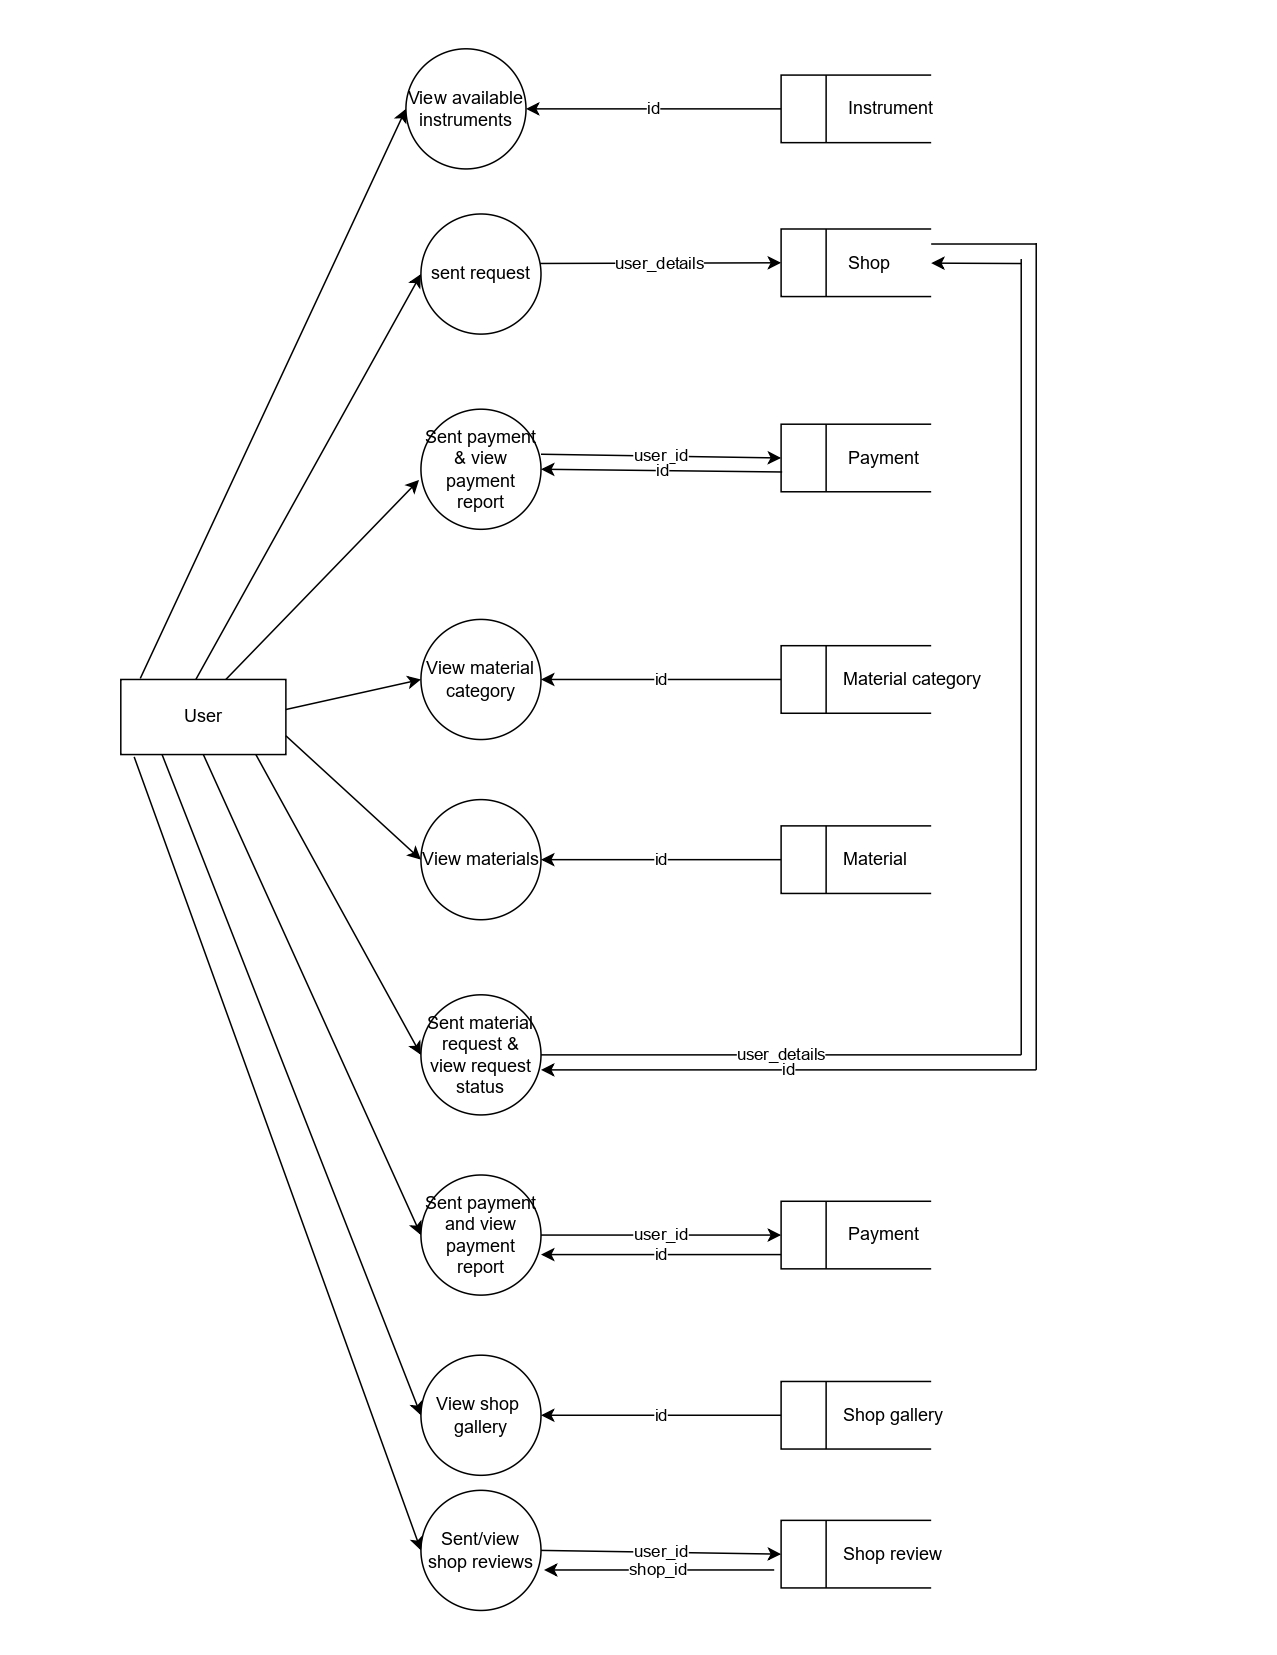 View available
instruments
id
Instrument
sent request
user_details
Shop
Sent payment
& view
payment
report
user_id
id
Payment
View material
category
id
Material category
User
View materials
id
Material
Sent material
request &
view request
status
user_details
id
Sent payment
and view
payment
report
user_id
id
Payment
View shop
gallery
id
Shop gallery
Sent/view
shop reviews
user_id
shop_id
Shop review